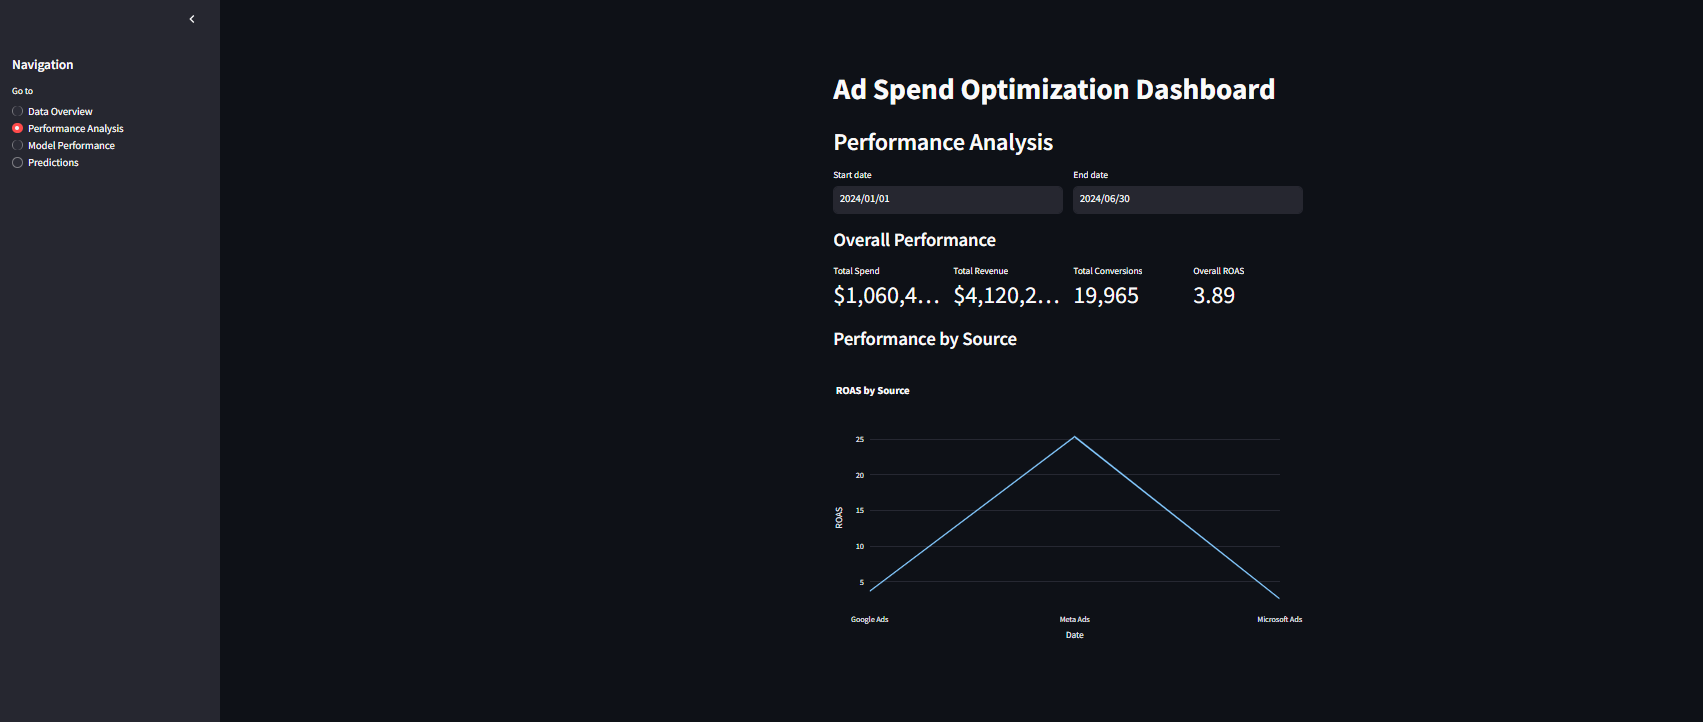 Navigation
Go to
Data Overview
Performance Analysis
Model Performance
Predictions
Ad Spend Optimization Dashboard
Performance Analysis
Start date End date
2024/01/01 2024/06/30
Overall Performance
Total Spend Total Revenue Total Conversions Overall ROAS
$1,060,4... $4,120,2... 19,965 3.89
Performance by Source
ROAS by Source
25
20
15
10
5
ROAS
Google Ads Meta Ads Microsoft Ads
Date